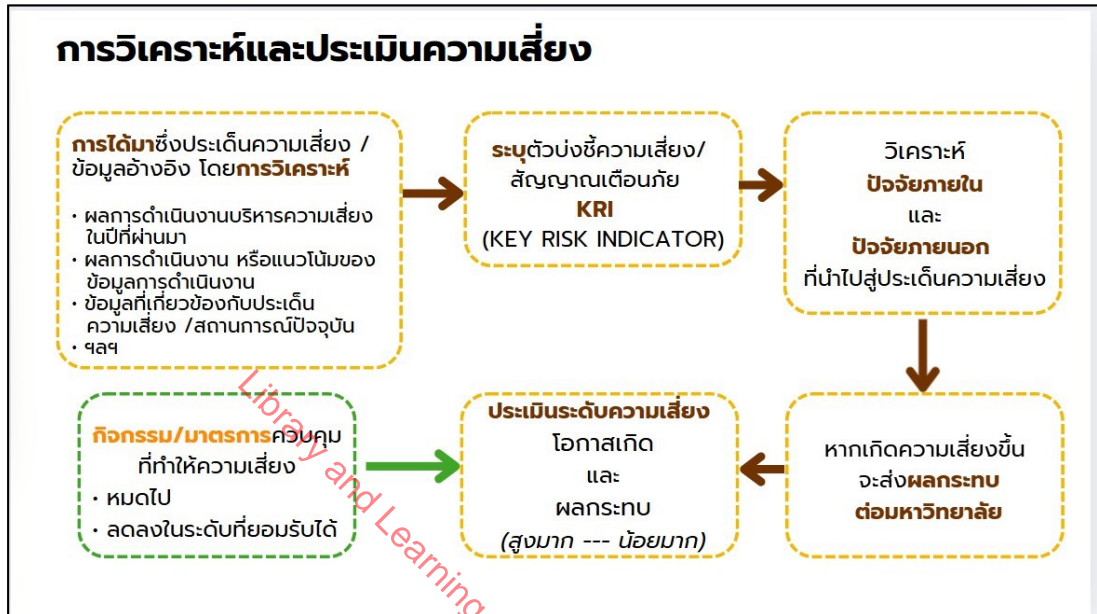 การวิเคราะห์และประเมินความเสี่ยง
การได้มาซึ่งประเด็นความเสี่ยง /
ข้อมูลอ้างอิง โดยการวิเคราะห์
• ผลการดำเนินงานบริหารความเสี่ยง
ในปีที่ผ่านมา
• ผลการดำเนินงาน หรือแนวโน้มของ
ข้อมูลการดำเนินงาน
• ข้อมูลที่เกี่ยวข้องกับประเด็น
ความเสี่ยง /สถานการณ์ปัจจุบัน
• ฯลฯ
ระบุตัวบ่งชี้ความเสี่ยง/
สัญญาณเตือนภัย
KRI
(KEY RISK INDICATOR)
วิเคราะห์
ปัจจัยภายใน
และ
ปัจจัยภายนอก
ที่นำไปสู่ประเด็นความเสี่ยง
หากเกิดความเสี่ยงขึ้น
จะส่งผลกระทบ
ต่อมหาวิทยาลัย
ประเมินระดับความเสี่ยง
โอกาสเกิด
และ
ผลกระทบ
(สูงมาก --- น้อยมาก)
กิจกรรม/มาตรการควบคุม
ที่ทำให้ความเสี่ยง
• หมดไป
• ลดลงในระดับที่ยอมรับได้
Library and Learning